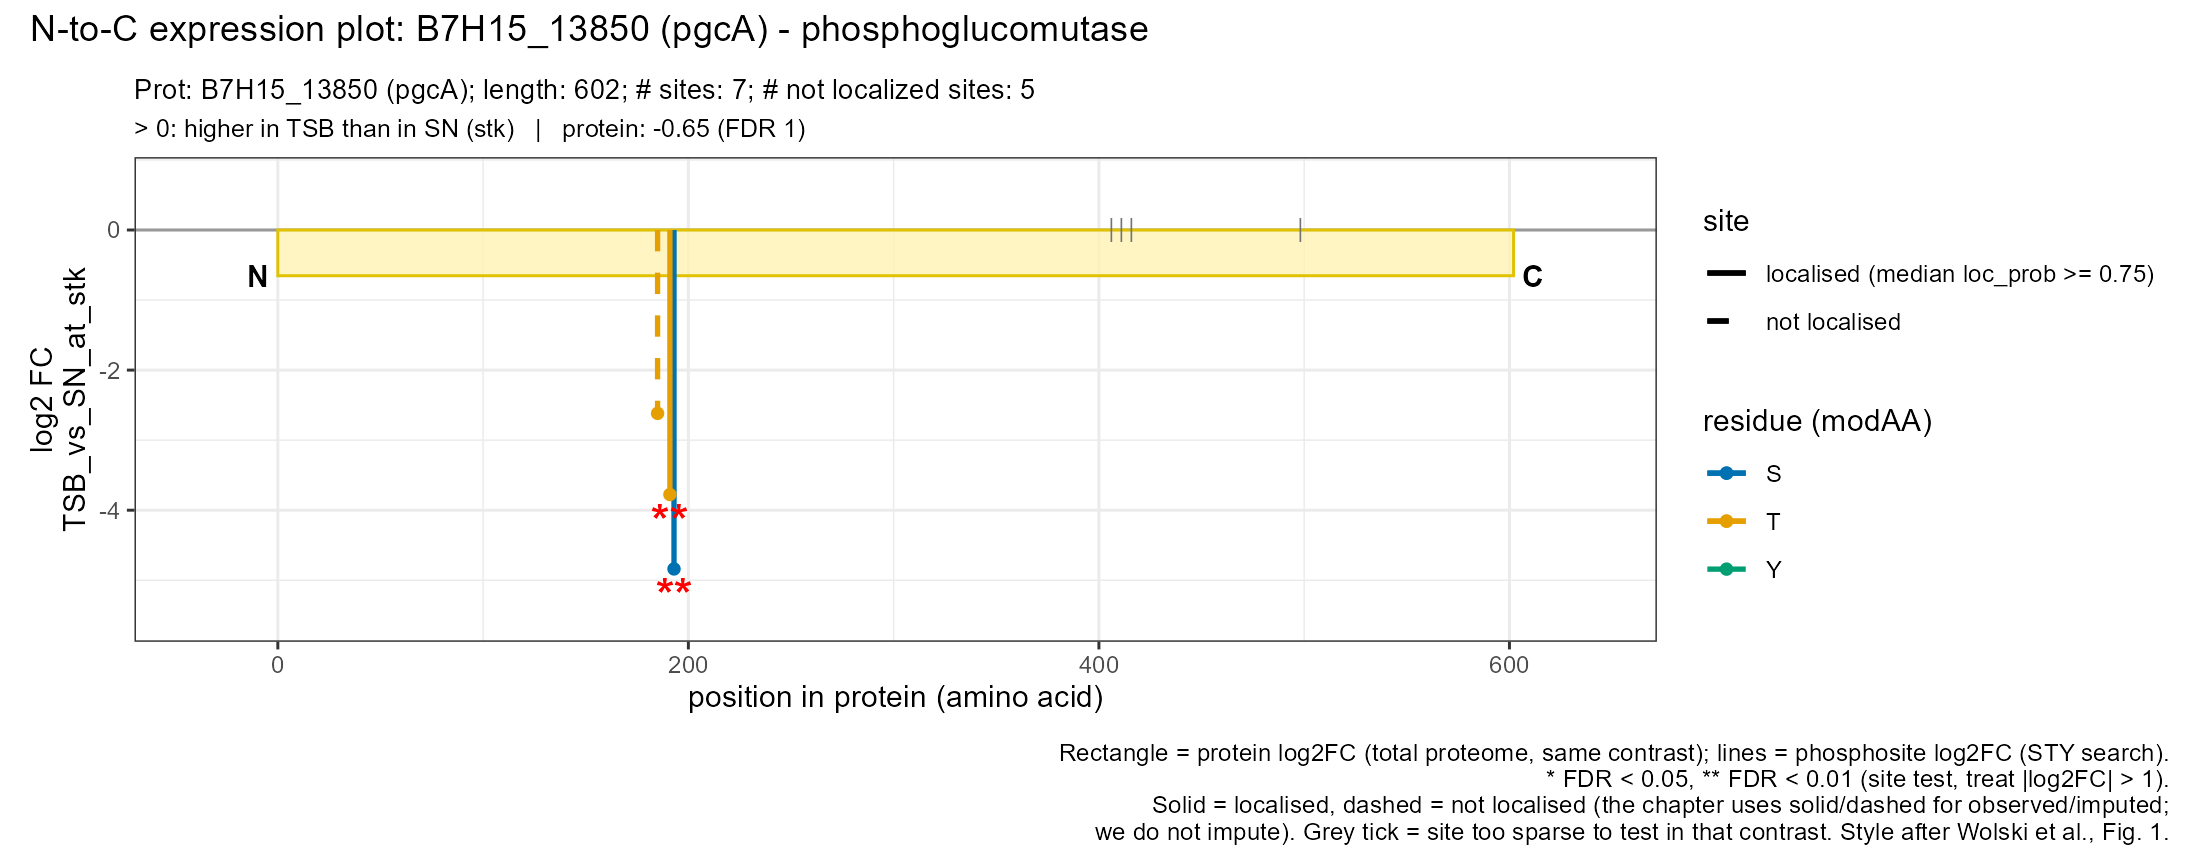 N-to-C expression plot: B7H15_13850 (pgcA) - phosphoglucomutase
Prot: B7H15_13850 (pgcA); length: 602; # sites: 7; # not localized sites: 5
> 0: higher in TSB than in SN (stk)   |   protein: -0.65 (FDR 1)
log2 FC
TSB_vs_SN_at_stk
0
-2
-4
N
C
**
**
0
200
400
600
position in protein (amino acid)
site
localised (median loc_prob >= 0.75)
not localised
residue (modAA)
S
T
Y
Rectangle = protein log2FC (total proteome, same contrast); lines = phosphosite log2FC (STY search).
* FDR < 0.05, ** FDR < 0.01 (site test, treat |log2FC| > 1).
Solid = localised, dashed = not localised (the chapter uses solid/dashed for observed/imputed;
we do not impute). Grey tick = site too sparse to test in that contrast. Style after Wolski et al., Fig. 1.